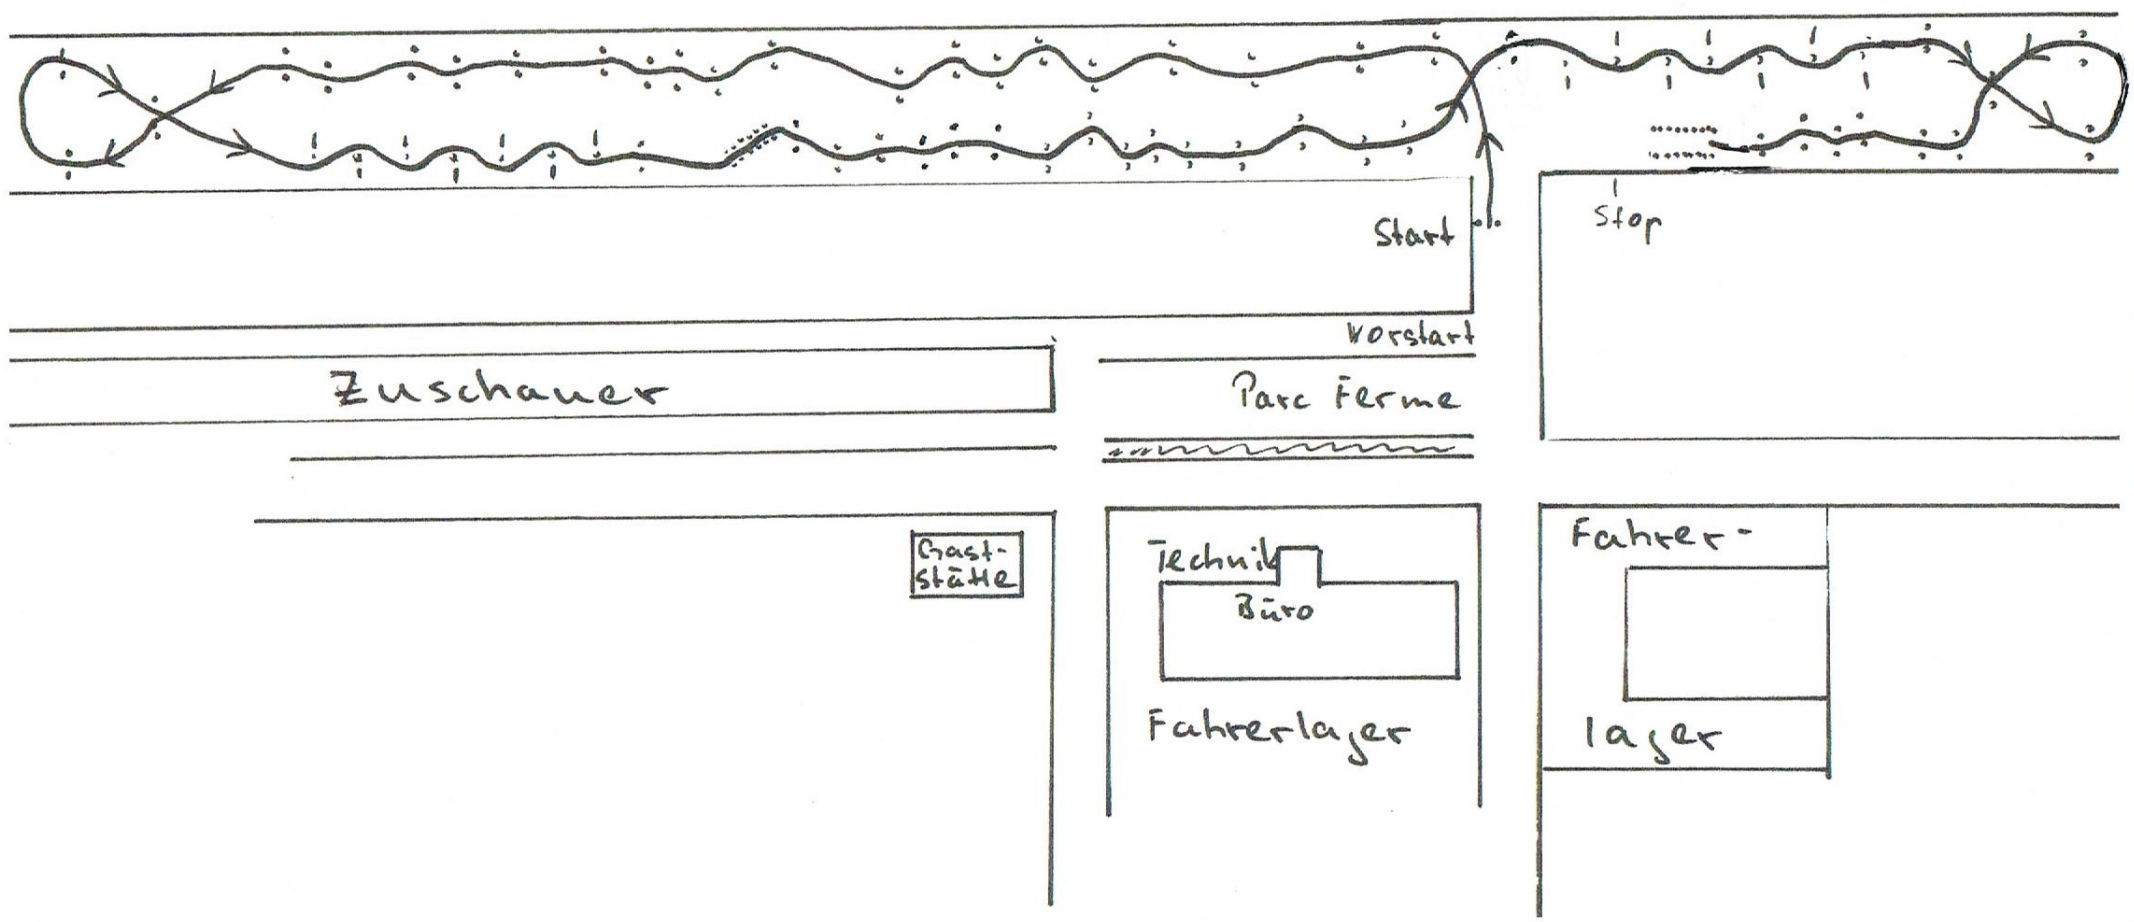 Start
Stop
Vorstart
Zuschauer
Parc Ferme
Gast-
stätte
Technik
Büro
Fahrerlager
Fahrer-
lager